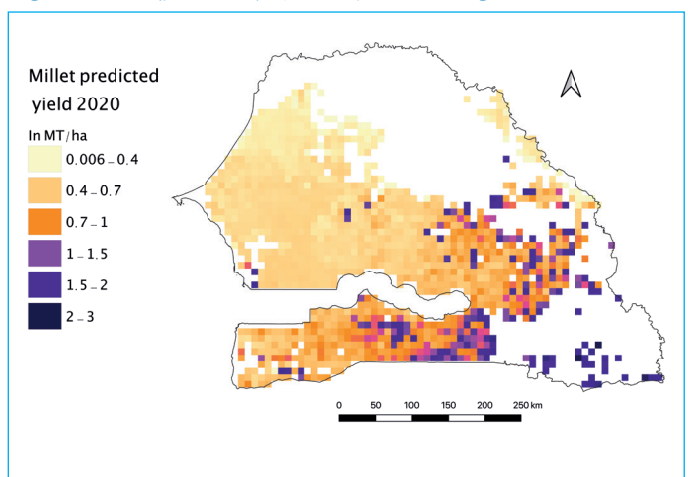 Millet predicted
yield 2020
In MT/ha
0.006 – 0.4
0.4 – 0.7
0.7 – 1
1 – 1.5
1.5 – 2
2 – 3
0 50 100 150 200 250 km